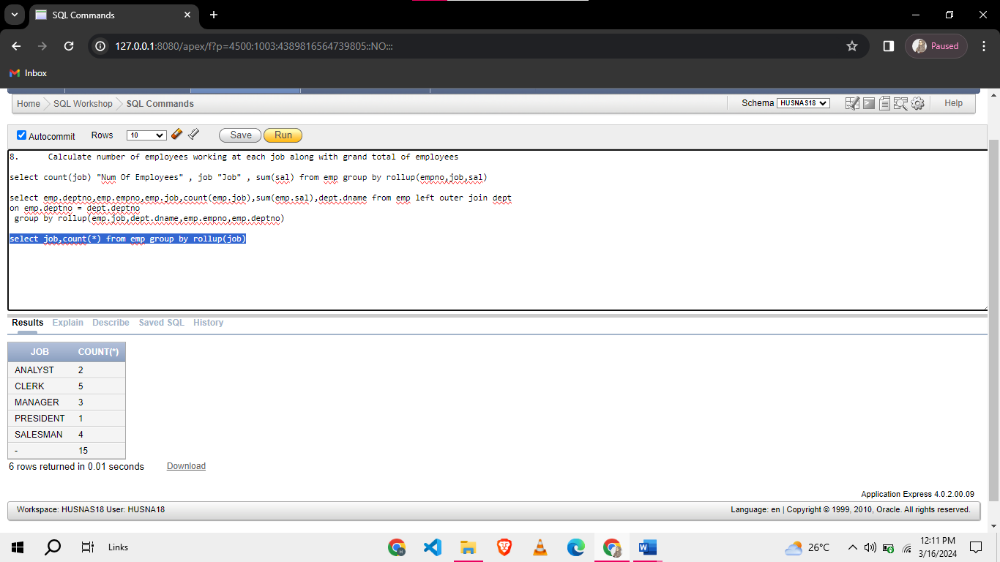 SQL Commands
127.0.0.1:8080/apex/f?p=4500:1003:4389816564739805::NO:::
Paused
Inbox
Home SQL Workshop SQL Commands
Schema HUSNAS18 Help
Autocommit Rows 10 Save Run
8. Calculate number of employees working at each job along with grand total of employees
select count(job) "Num Of Employees" , job "Job" , sum(sal) from emp group by rollup(empno,job,sal)
select emp.deptno,emp.empno,emp.job,count(emp.job),sum(emp.sal),dept.dname from emp left outer join dept
on emp.deptno = dept.deptno
group by rollup(emp.job,dept.dname,emp.empno,emp.deptno)
select job,count(*) from emp group by rollup(job)
Results Explain Describe Saved SQL History
JOB COUNT(*)
ANALYST 2
CLERK 5
MANAGER 3
PRESIDENT 1
SALESMAN 4
- 15
6 rows returned in 0.01 seconds Download
Application Express 4.0.2.00.09
Workspace: HUSNAS18 User: HUSNA18
Language: en | Copyright © 1999, 2010, Oracle. All rights reserved.
Links
26°C
12:11 PM
3/16/2024